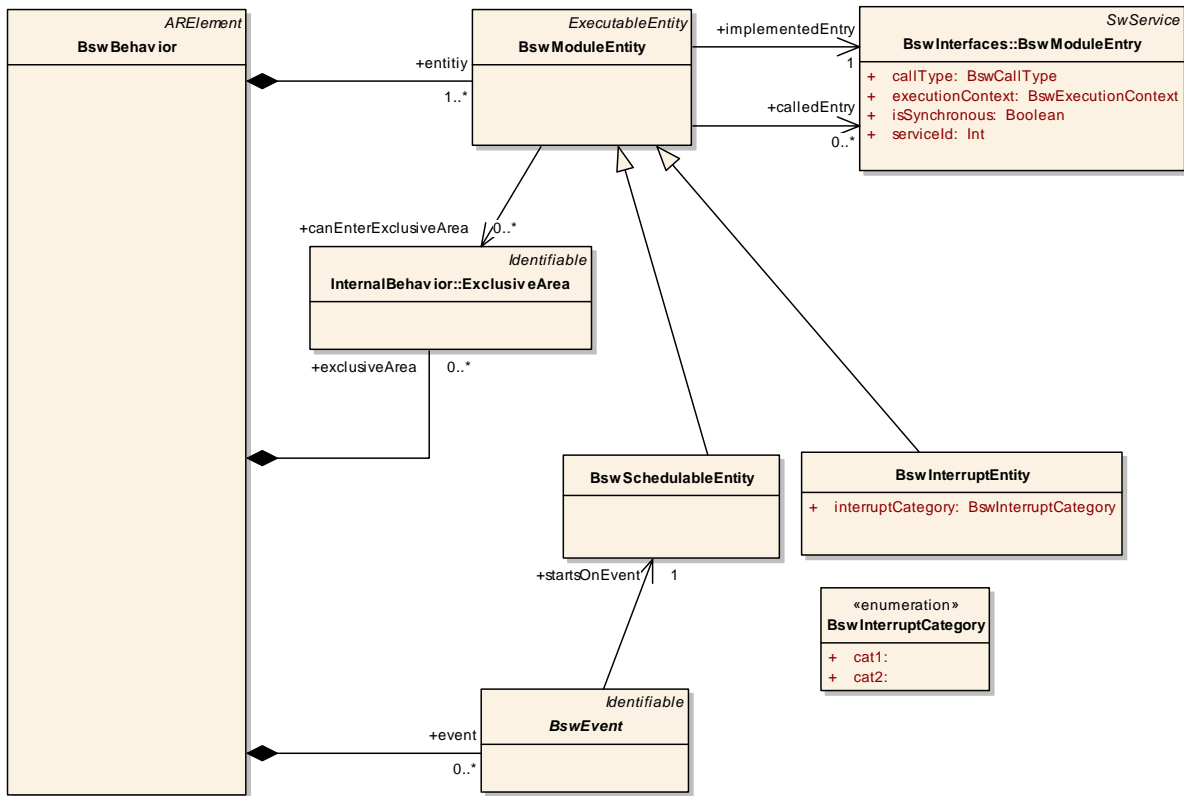 ARElement
BswBehavior
ExecutableEntity
BswModuleEntity
+entitiy
1..*
+implementedEntry
1
+calledEntry
0..*
SwService
BswInterfaces::BswModuleEntry
+ callType: BswCallType
+ executionContext: BswExecutionContext
+ isSynchronous: Boolean
+ serviceId: Int
+canEnterExclusiveArea
0..*
Identifiable
InternalBehavior::ExclusiveArea
+exclusiveArea
0..*
BswSchedulableEntity
BswInterruptEntity
+ interruptCategory: BswInterruptCategory
+startsOnEvent
1
«enumeration»
BswInterruptCategory
+ cat1:
+ cat2:
Identifiable
BswEvent
+event
0..*